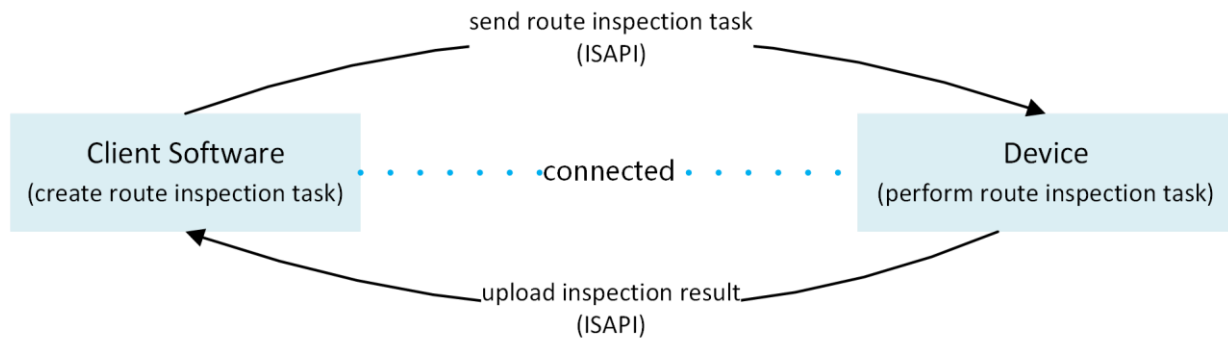 send route inspection task
(ISAPI)
Client Software
(create route inspection task)
connected
Device
(perform route inspection task)
upload inspection result
(ISAPI)